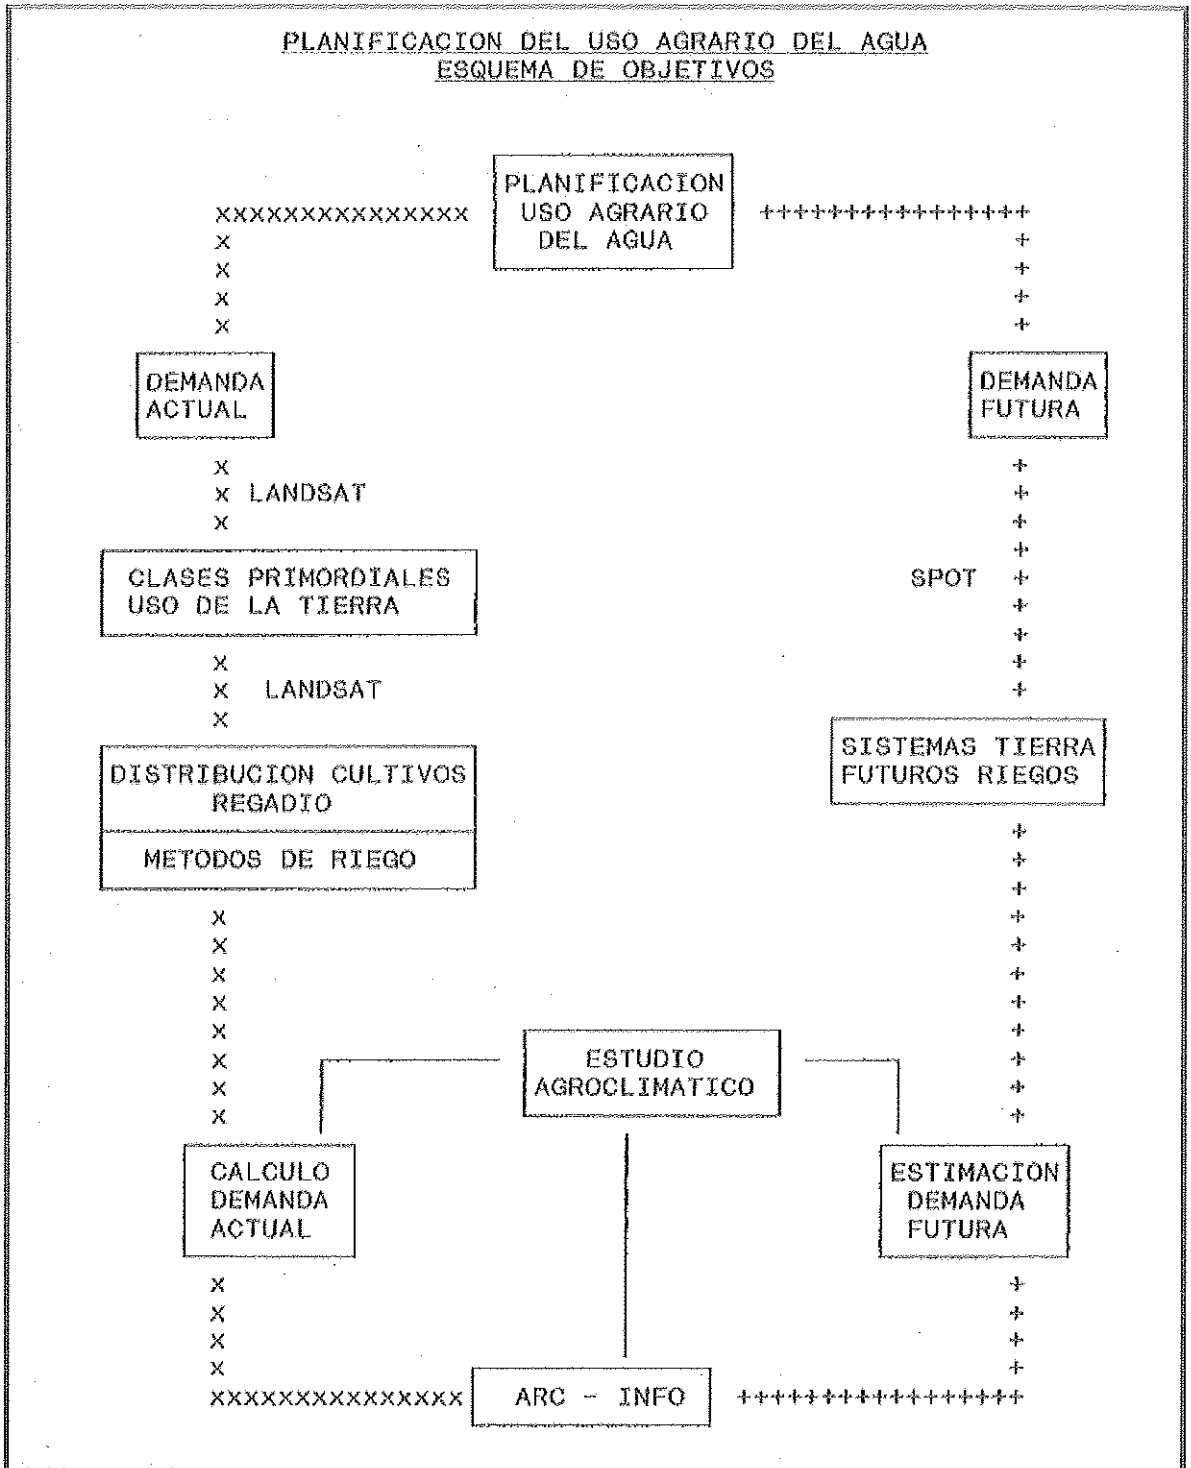 PLANIFICACION DEL USO AGRARIO DEL AGUA
ESQUEMA DE OBJETIVOS
PLANIFICACION
USO AGRARIO
DEL AGUA
xxxxxxxxxxxxxxx ++++++++++++++++
x +
x +
x +
x +
DEMANDA
ACTUAL
DEMANDA
FUTURA
x +
x LANDSAT +
x +
+
CLASES PRIMORDIALES
USO DE LA TIERRA
SPOT +
+
+
x +
x LANDSAT +
x
DISTRIBUCION CULTIVOS
REGADIO
METODOS DE RIEGO
SISTEMAS TIERRA
FUTUROS RIEGOS
+
+
+
x +
x +
x +
x +
x +
x +
x +
x +
ESTUDIO
AGROCLIMATICO
CALCULO
DEMANDA
ACTUAL
ESTIMACION
DEMANDA
FUTURA
x +
x +
x +
x +
xxxxxxxxxxxxxxx ARC - INFO +++++++++++++++++